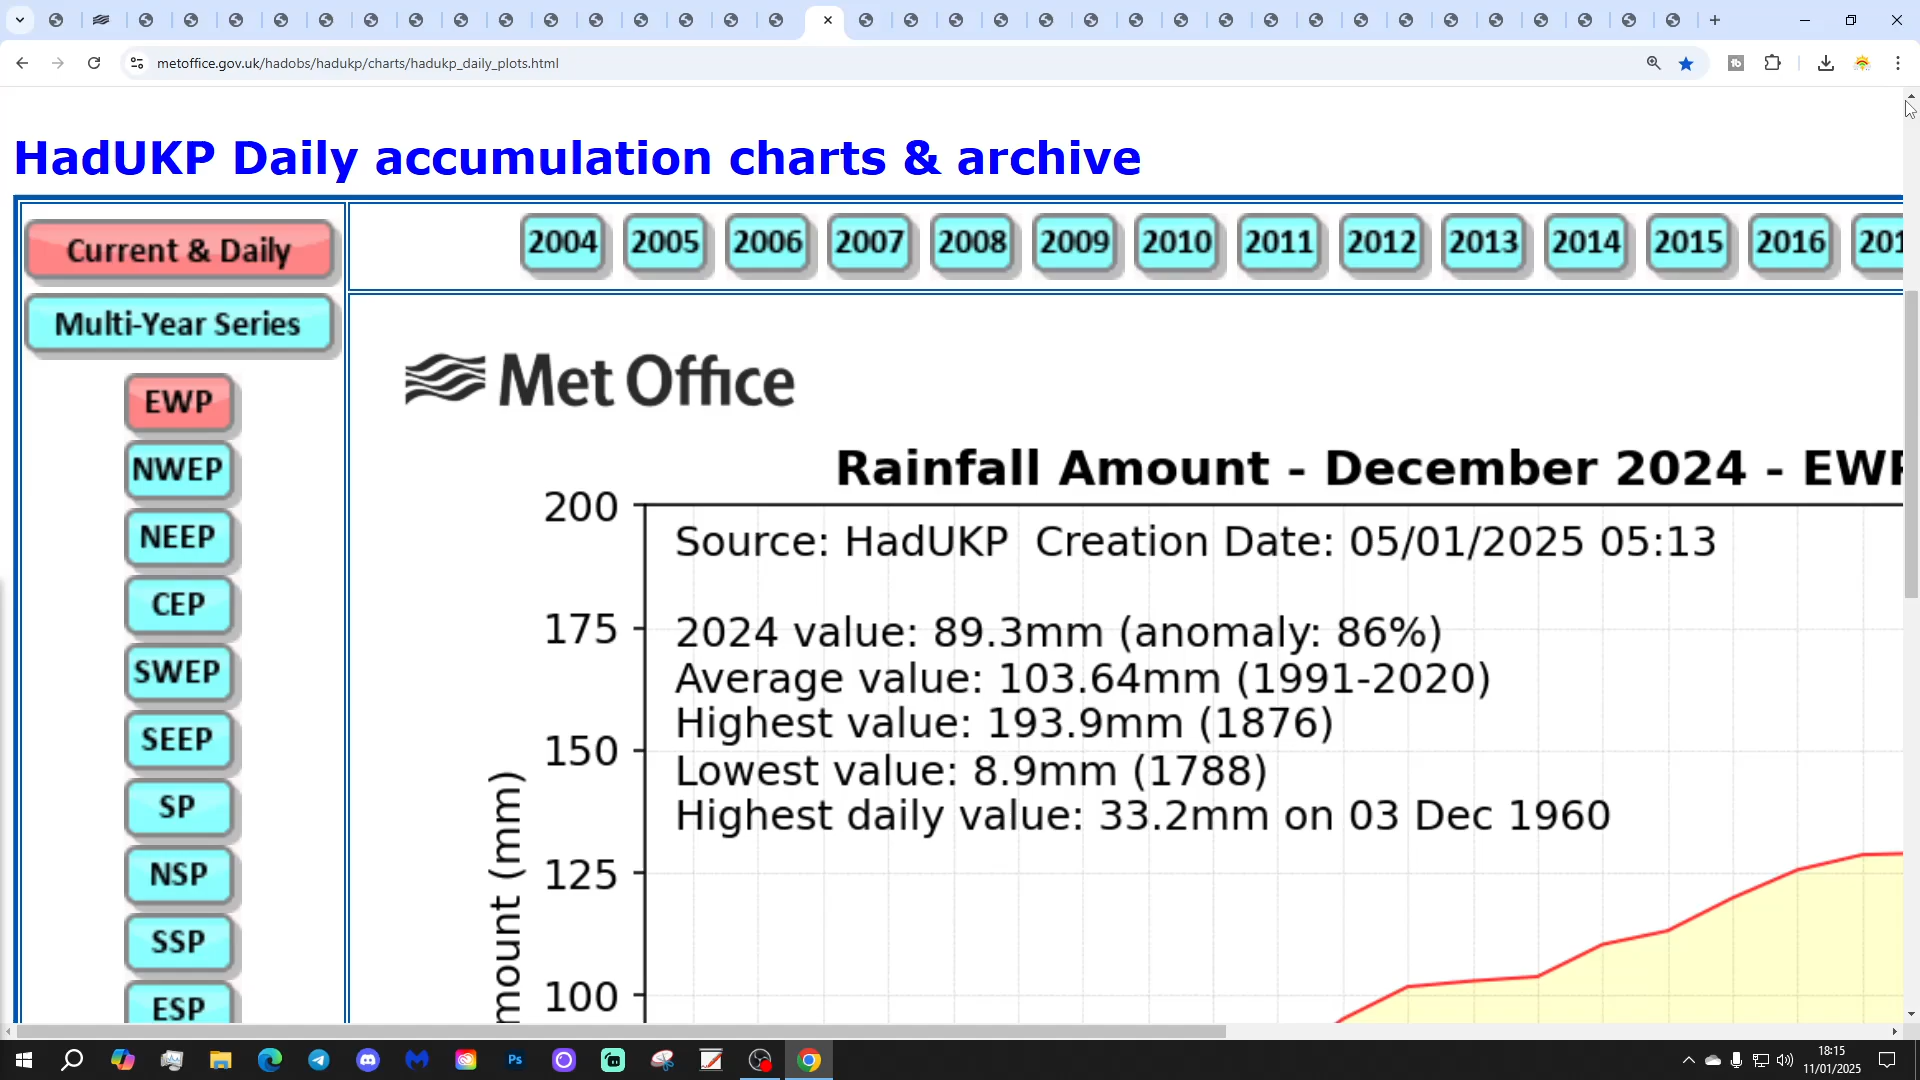 metoffice.gov.uk/hadobs/hadukp/charts/hadukp_daily_plots.html
HadUKP Daily accumulation charts & archive
Current & Daily
Multi-Year Series
EWP
NWEP
NEEP
CEP
SWEP
SEEP
SP
NSP
SSP
ESP
2004 2005 2006 2007 2008 2009 2010 2011 2012 2013 2014 2015 2016 201
Met Office
Rainfall Amount - December 2024 - EWP
Source: HadUKP Creation Date: 05/01/2025 05:13
2024 value: 89.3mm (anomaly: 86%)
Average value: 103.64mm (1991-2020)
Highest value: 193.9mm (1876)
Lowest value: 8.9mm (1788)
Highest daily value: 33.2mm on 03 Dec 1960
200
175
150
125
100
mount (mm)
Ps
18:15
11/01/2025